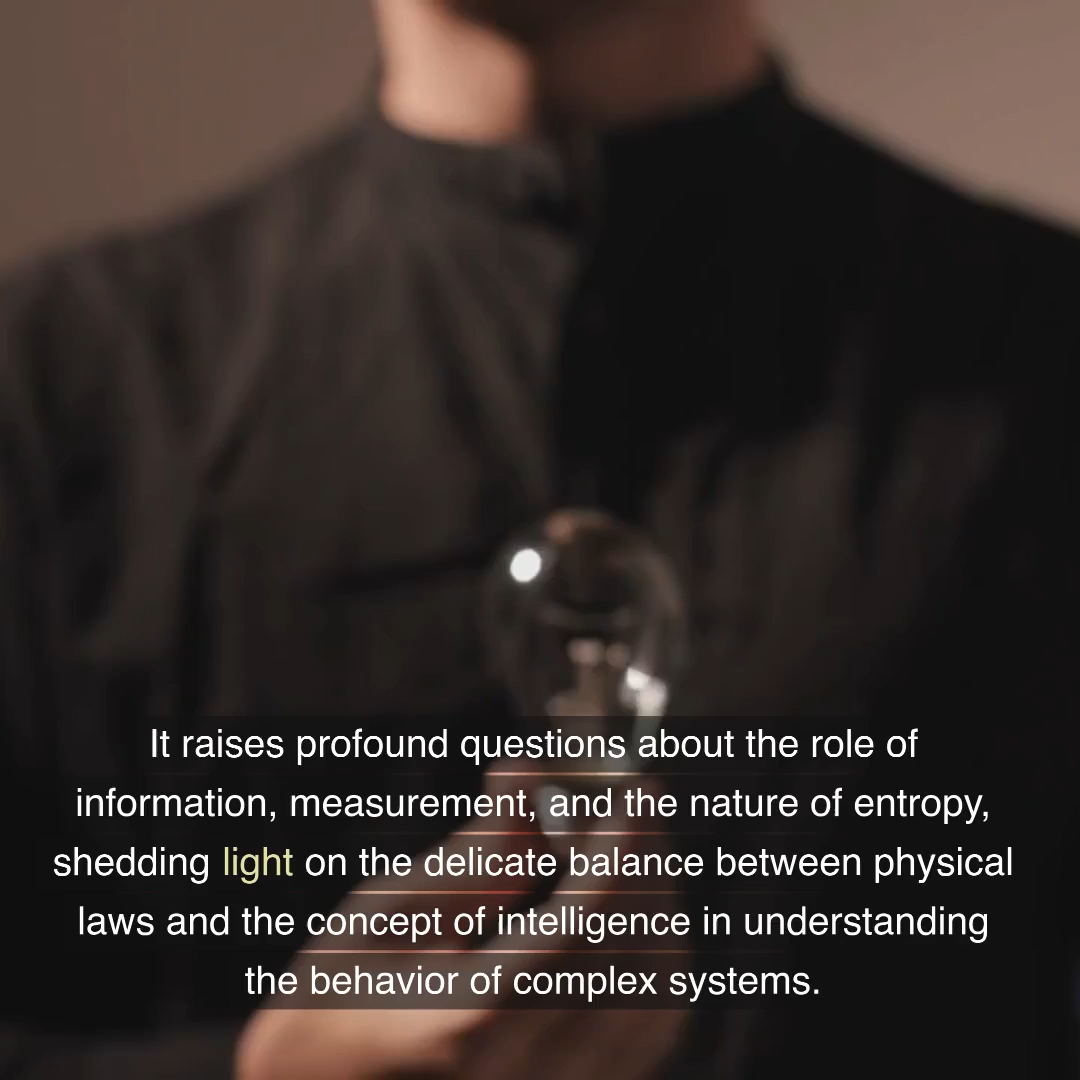 It raises profound questions about the role of
information, measurement, and the nature of entropy,
shedding light on the delicate balance between physical
laws and the concept of intelligence in understanding
the behavior of complex systems.